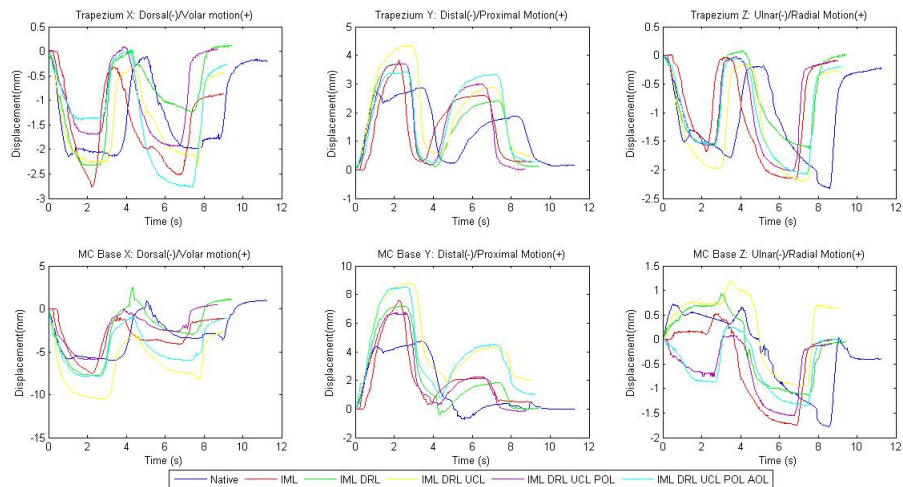 Trapezium X: Dorsal(-)/Volar motion(+)
Displacement(mm)
0.5
0
-0.5
-1
-1.5
-2
-2.5
-3
0 2 4 6 8 10 12
Time (s)
Trapezium Y: Distal(-)/Proximal Motion(+)
Displacement(mm)
5
4
3
2
1
0
-1
0 2 4 6 8 10 12
Time (s)
Trapezium Z: Ulnar(-)/Radial Motion(+)
Displacement(mm)
0.5
0
-0.5
-1
-1.5
-2
-2.5
0 2 4 6 8 10 12
Time (s)
MC Base X: Dorsal(-)/Volar motion(+)
Displacement(mm)
5
0
-5
-10
-15
0 2 4 6 8 10 12
Time (s)
MC Base Y: Distal(-)/Proximal Motion(+)
Displacement(mm)
10
8
6
4
2
0
-2
0 2 4 6 8 10 12
Time (s)
MC Base Z: Ulnar(-)/Radial Motion(+)
Displacement(mm)
1.5
1
0.5
0
-0.5
-1
-1.5
-2
0 2 4 6 8 10 12
Time (s)
Native IML IML DRL IML DRL UCL IML DRL UCL POL IML DRL UCL POL AOL